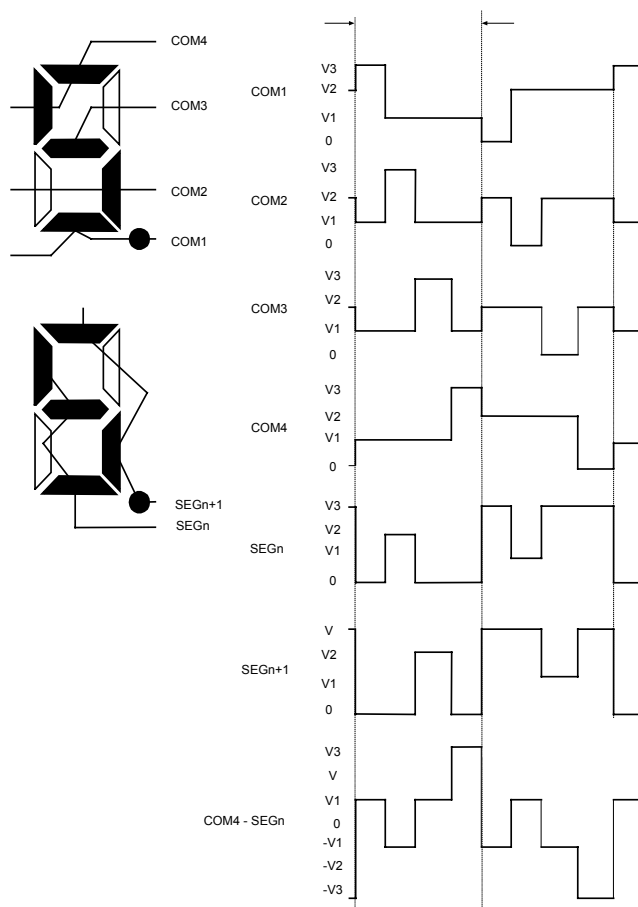 COM4
COM3
COM2
COM1
SEGn+1
SEGn
COM1
V3
V2
V1
0
COM2
V3
V2
V1
0
COM3
V3
V2
V1
0
COM4
V3
V2
V1
0
SEGn
V3
V2
V1
0
SEGn+1
V
V2
V1
0
COM4 - SEGn
V3
V
V1
0
-V1
-V2
-V3